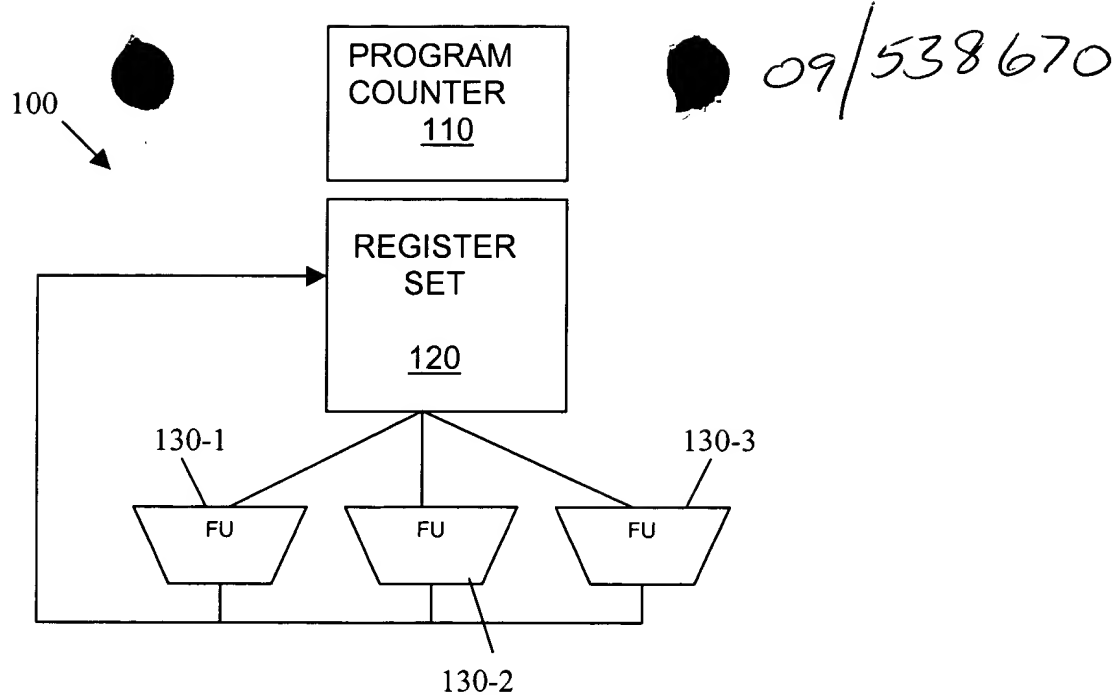 09/538670
100
PROGRAM
COUNTER
110
REGISTER
SET
120
130-1
130-3
FU
FU
FU
130-2